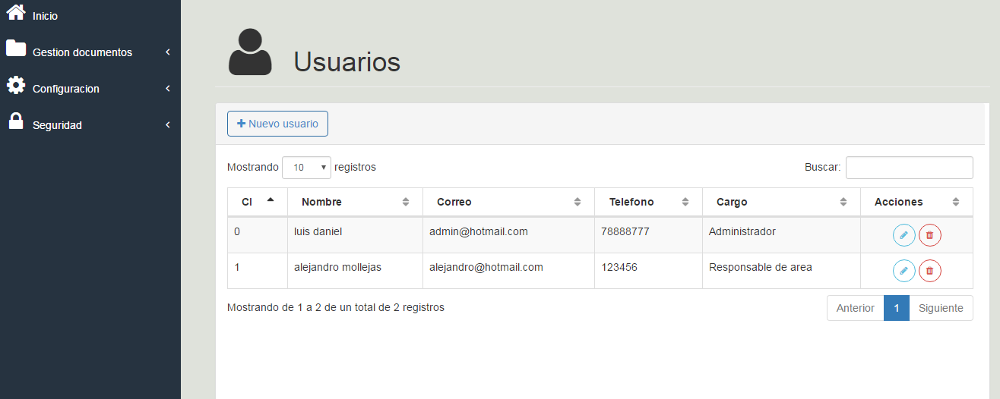 Inicio
Gestion documentos
Configuracion
Seguridad
Usuarios
Nuevo usuario
Mostrando 10 registros Buscar:
CI Nombre Correo Telefono Cargo Acciones
0 luis daniel admin@hotmail.com 78888777 Administrador
1 alejandro mollejas alejandro@hotmail.com 123456 Responsable de area
Mostrando de 1 a 2 de un total de 2 registros Anterior 1 Siguiente